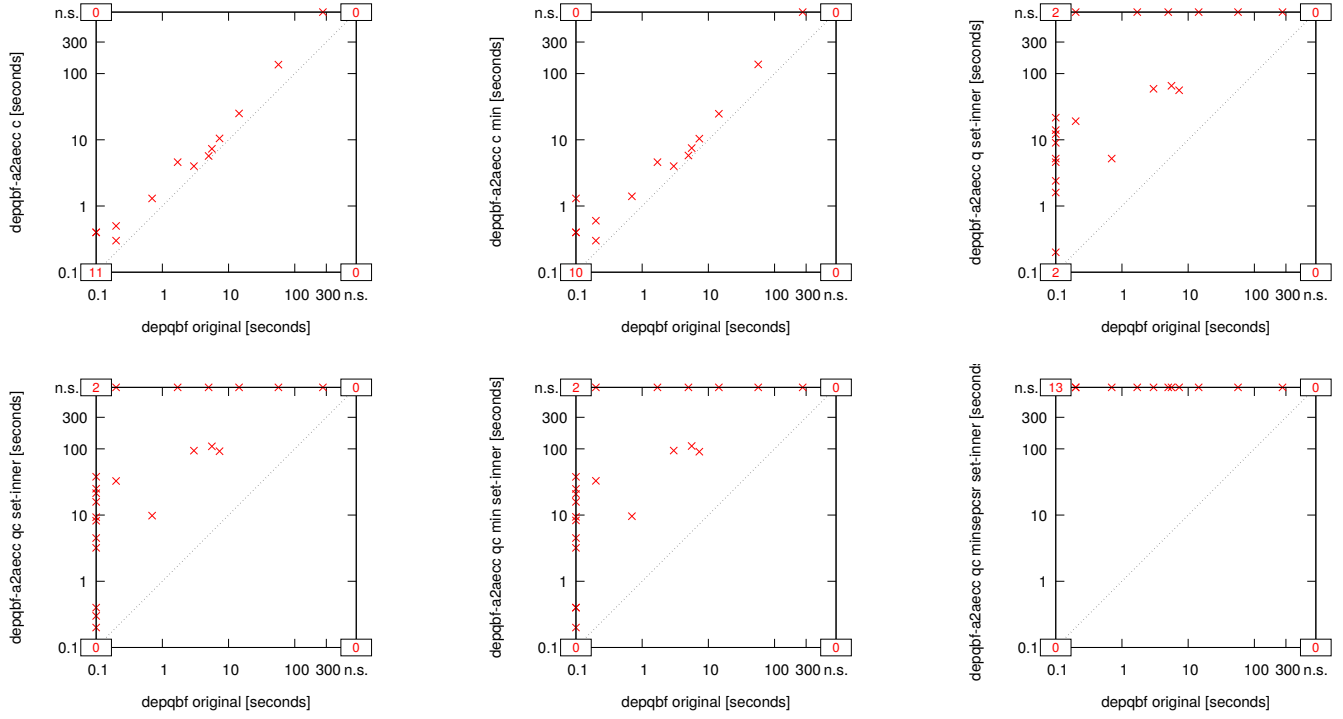 n.s.
300
100
10
1
0.1
0
0
11
0
0.1 1 10 100 300 n.s.
depqbf original [seconds]
depqbf-a2aecc c [seconds]
n.s.
300
100
10
1
0.1
0
0
10
0
0.1 1 10 100 300 n.s.
depqbf original [seconds]
depqbf-a2aecc c min [seconds]
n.s.
300
100
10
1
0.1
2
0
2
0
0.1 1 10 100 300 n.s.
depqbf original [seconds]
depqbf-a2aecc q set-inner [seconds]
n.s.
300
100
10
1
0.1
2
0
0
0
0.1 1 10 100 300 n.s.
depqbf original [seconds]
depqbf-a2aecc qc set-inner [seconds]
n.s.
300
100
10
1
0.1
2
0
0
0
0.1 1 10 100 300 n.s.
depqbf original [seconds]
depqbf-a2aecc qc min set-inner [seconds]
n.s.
300
100
10
1
0.1
13
0
0
0
0.1 1 10 100 300 n.s.
depqbf original [seconds]
depqbf-a2aecc qc minsepcsr set-inner [second